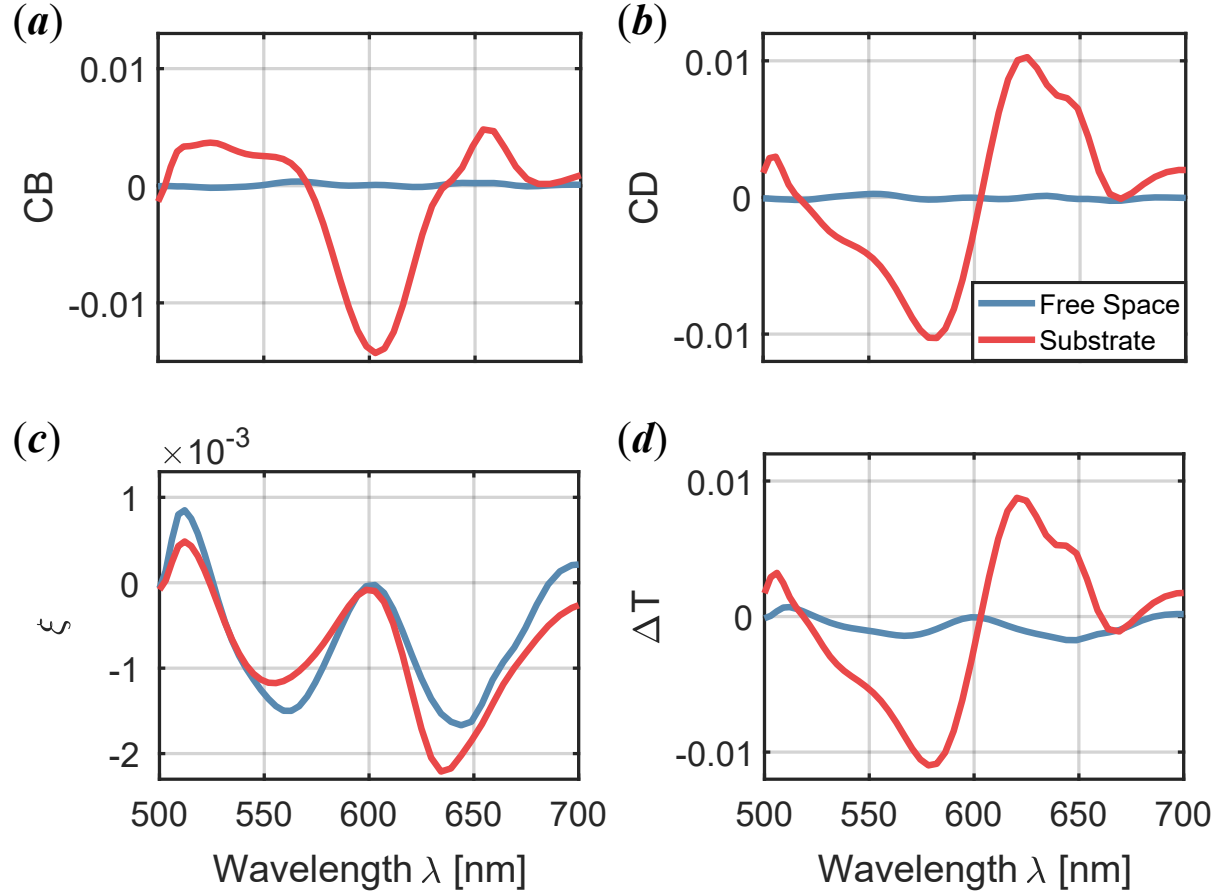 (a)
0.01
0
-0.01
CB
(b)
0.01
0
-0.01
CD
Free Space
Substrate
(c)
×10⁻³
1
0
-1
-2
ξ
500 550 600 650 700
Wavelength λ [nm]
(d)
0.01
0
-0.01
ΔT
500 550 600 650 700
Wavelength λ [nm]